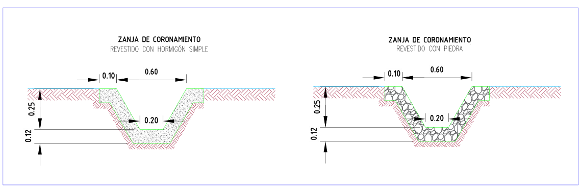 ZANJA DE CORONAMIENTO
REVESTIDO CON HORMIGÓN SIMPLE
0.10
0.60
0.25
0.20
0.12
ZANJA DE CORONAMIENTO
REVESTIDO CON PIEDRA
0.10
0.60
0.25
0.20
0.12